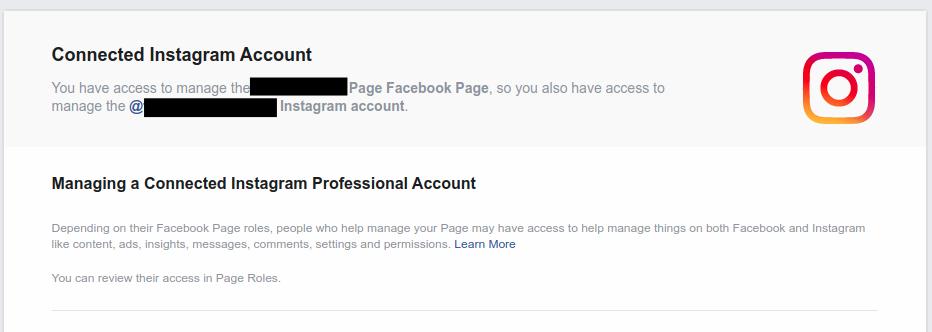 Connected Instagram Account
You have access to manage the Page Facebook Page, so you also have access to
manage the @ Instagram account.
Managing a Connected Instagram Professional Account
Depending on their Facebook Page roles, people who help manage your Page may have access to help manage things on both Facebook and Instagram
like content, ads, insights, messages, comments, settings and permissions. Learn More
You can review their access in Page Roles.